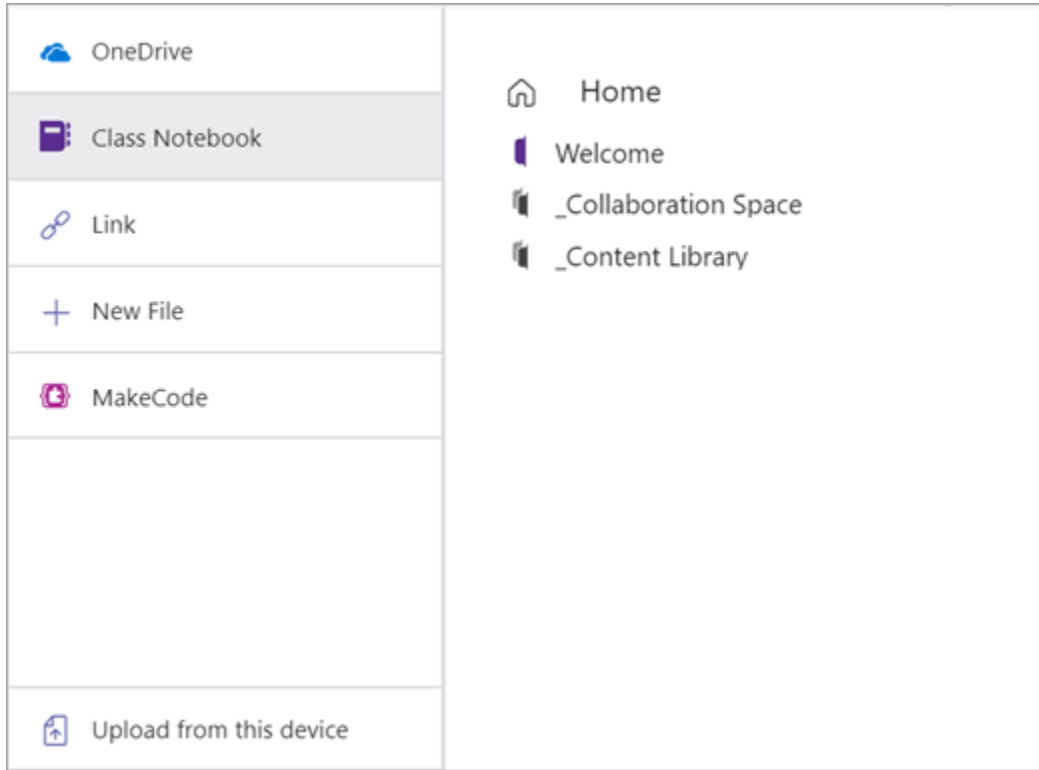 OneDrive
Class Notebook
Link
New File
MakeCode
Upload from this device
Home
Welcome
_Collaboration Space
_Content Library